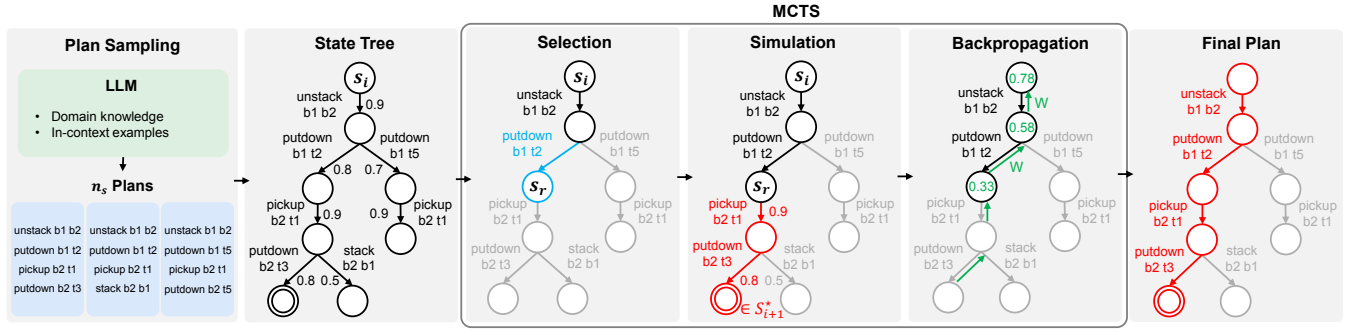 MCTS
Plan Sampling
LLM
• Domain knowledge
• In-context examples
n_s Plans
unstack b1 b2
putdown b1 t2
pickup b2 t1
putdown b2 t3
unstack b1 b2
putdown b1 t2
pickup b2 t1
stack b2 b1
unstack b1 b2
putdown b1 t5
pickup b2 t1
putdown b2 t5
State Tree
s_i
unstack
b1 b2
0.9
putdown
b1 t2
putdown
b1 t5
0.8
0.7
pickup
b2 t1
0.9
0.9
pickup
b2 t1
putdown
b2 t3
stack
b2 b1
0.8
0.5
Selection
s_i
unstack
b1 b2
putdown
b1 t2
putdown
b1 t5
s_r
pickup
b2 t1
pickup
b2 t1
putdown
b2 t3
stack
b2 b1
Simulation
s_i
unstack
b1 b2
putdown
b1 t2
putdown
b1 t5
s_r
pickup
b2 t1
0.9
pickup
b2 t1
putdown
b2 t3
stack
b2 b1
0.8
0.5
∈ S*_{i+1}
Backpropagation
0.78
unstack
b1 b2
W
0.58
putdown
b1 t2
putdown
b1 t5
W
0.33
pickup
b2 t1
pickup
b2 t1
putdown
b2 t3
stack
b2 b1
Final Plan
unstack
b1 b2
putdown
b1 t2
putdown
b1 t5
pickup
b2 t1
pickup
b2 t1
putdown
b2 t3
stack
b2 b1